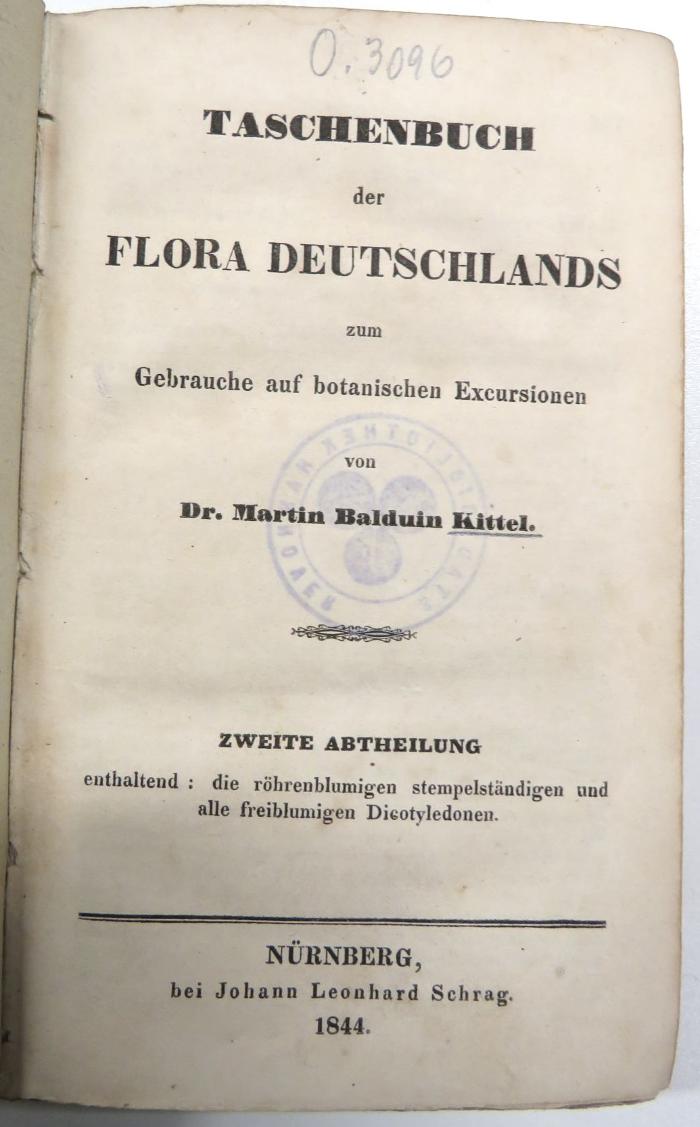 O. 3096
TASCHENBUCH
der
FLORA DEUTSCHLANDS
zum
Gebrauche auf botanischen Excursionen
von
Dr. Martin Balduin Kittel.
ZWEITE ABTHEILUNG
enthaltend : die röhrenblumigen stempelständigen und
alle freiblumigen Dicotyledonen.
NÜRNBERG,
bei Johann Leonhard Schrag.
1844.